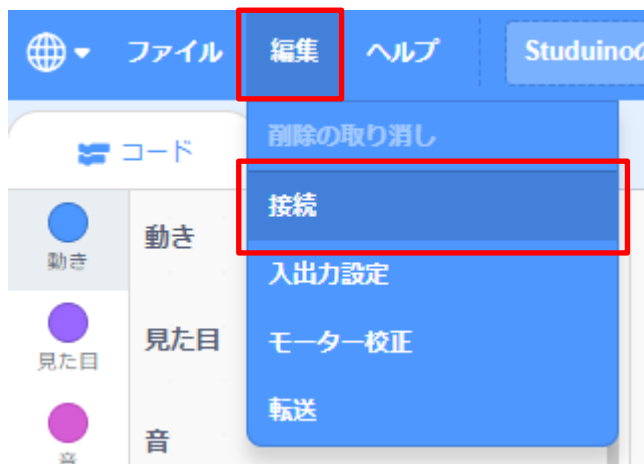 ファイル 編集 ヘルプ Studuinoの
削除の取り消し
コード
接続
動き
動き
入出力設定
見た目
モーター校正
見た目
転送
音
音